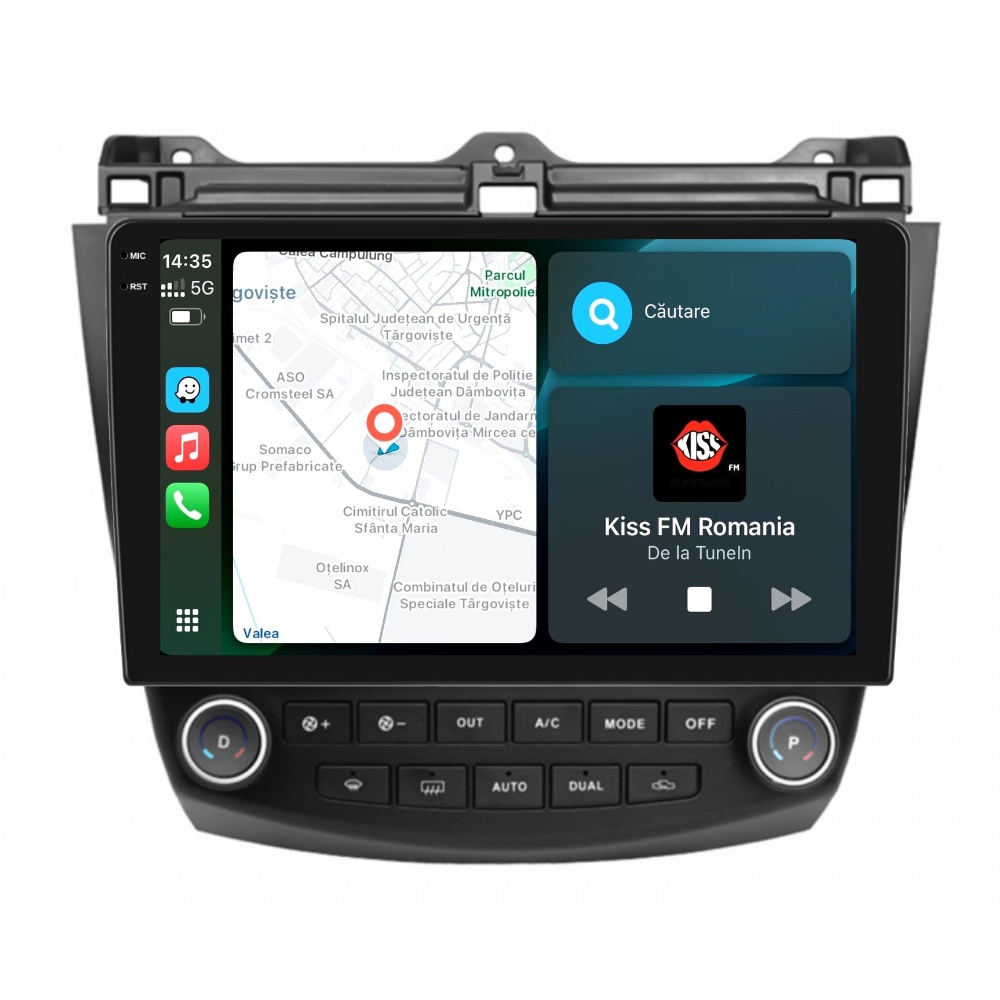 MIC
RST
14:35
5G
Calea Câmpulung
goviște
Parcul
Mitropoliei
Spitalul Județean de Urgență
Târgoviște
imet 2
ASO
Cromsteel SA
Inspectoratul de Poliție
Județean Dâmbovița
ectoratul de Jandarm
Dâmbovița Mircea ce
Somaco
Grup Prefabricate
Cimitirul Catolic
Sfânta Maria
YPC
Oțelinox
SA
Combinatul de Oțeluri
Speciale Târgoviște
Valea
Căutare
KISS
FM
Kiss FM Romania
De la TuneIn
D
+
−
OUT
A/C
MODE
OFF
P
AUTO
DUAL